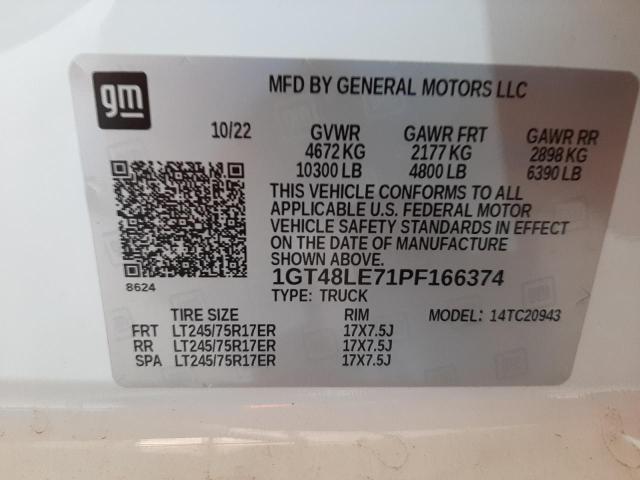 gm
MFD BY GENERAL MOTORS LLC
10/22 GVWR GAWR FRT GAWR RR
4672 KG 2177 KG 2898 KG
10300 LB 4800 LB 6390 LB
THIS VEHICLE CONFORMS TO ALL
APPLICABLE U.S. FEDERAL MOTOR
VEHICLE SAFETY STANDARDS IN EFFECT
ON THE DATE OF MANUFACTURE
SHOWN ABOVE.
8624
1GT48LE71PF166374
TYPE: TRUCK
TIRE SIZE RIM MODEL: 14TC20943
FRT LT245/75R17ER 17X7.5J
RR LT245/75R17ER 17X7.5J
SPA LT245/75R17ER 17X7.5J